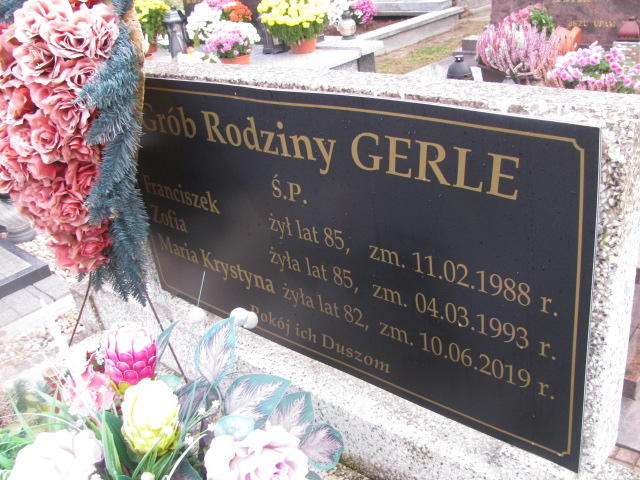 Grób Rodziny GERLE
Ś.P.
Franciszek żył lat 85, zm. 11.02.1988 r.
Zofia żyła lat 85, zm. 04.03.1993 r.
Maria Krystyna żyła lat 82, zm. 10.06.2019 r.
Pokój ich Duszom